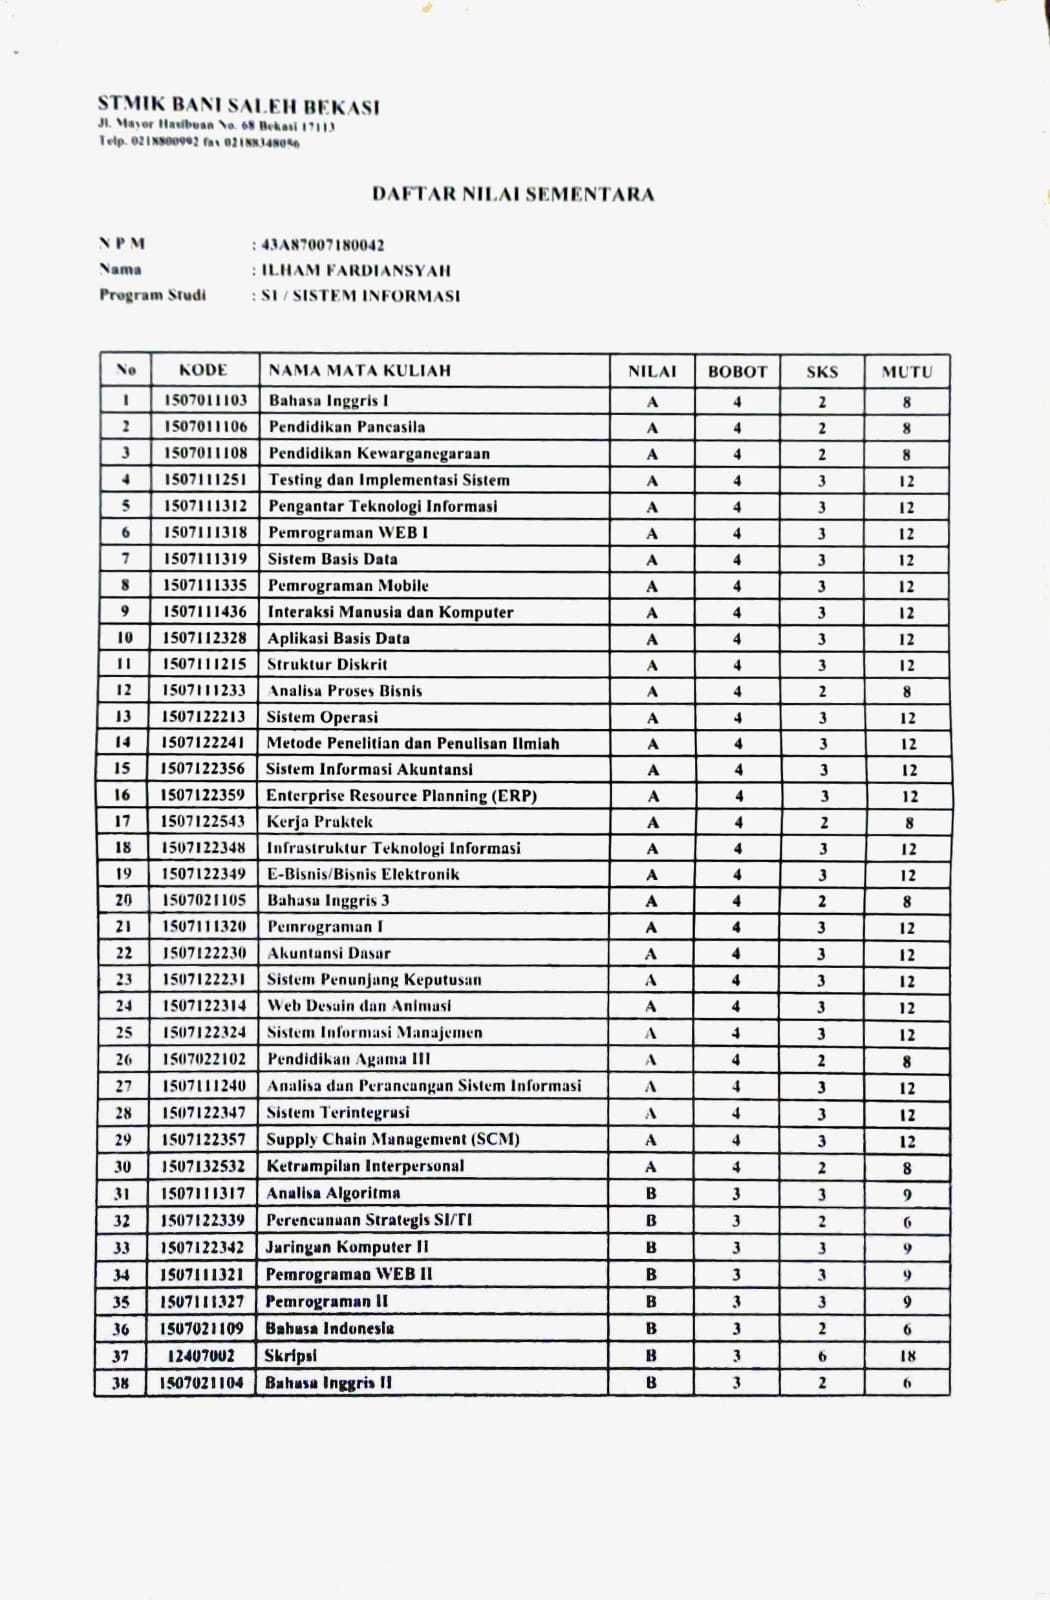 STMIK BANI SALEH BEKASI
Jl. Mayor Hasibuan No. 68 Bekasi 17113
Telp. 0218800992 fax 02188348056
DAFTAR NILAI SEMENTARA
N P M : 43A87007180042
Nama : ILHAM FARDIANSYAH
Program Studi : S1 / SISTEM INFORMASI
No KODE NAMA MATA KULIAH NILAI BOBOT SKS MUTU
1 1507011103 Bahasa Inggris I A 4 2 8
2 1507011106 Pendidikan Pancasila A 4 2 8
3 1507011108 Pendidikan Kewarganegaraan A 4 2 8
4 1507111251 Testing dan Implementasi Sistem A 4 3 12
5 1507111312 Pengantar Teknologi Informasi A 4 3 12
6 1507111318 Pemrograman WEB I A 4 3 12
7 1507111319 Sistem Basis Data A 4 3 12
8 1507111335 Pemrograman Mobile A 4 3 12
9 1507111436 Interaksi Manusia dan Komputer A 4 3 12
10 1507112328 Aplikasi Basis Data A 4 3 12
11 1507111215 Struktur Diskrit A 4 3 12
12 1507111233 Analisa Proses Bisnis A 4 2 8
13 1507122213 Sistem Operasi A 4 3 12
14 1507122241 Metode Penelitian dan Penulisan Ilmiah A 4 3 12
15 1507122356 Sistem Informasi Akuntansi A 4 3 12
16 1507122359 Enterprise Resource Planning (ERP) A 4 3 12
17 1507122543 Kerja Praktek A 4 2 8
18 1507122348 Infrastruktur Teknologi Informasi A 4 3 12
19 1507122349 E-Bisnis/Bisnis Elektronik A 4 3 12
20 1507021105 Bahasa Inggris 3 A 4 2 8
21 1507111320 Pemrograman I A 4 3 12
22 1507122230 Akuntansi Dasar A 4 3 12
23 1507122231 Sistem Penunjang Keputusan A 4 3 12
24 1507122314 Web Desain dan Animasi A 4 3 12
25 1507122324 Sistem Informasi Manajemen A 4 3 12
26 1507022102 Pendidikan Agama III A 4 2 8
27 1507111240 Analisa dan Perancangan Sistem Informasi A 4 3 12
28 1507122347 Sistem Terintegrasi A 4 3 12
29 1507122357 Supply Chain Management (SCM) A 4 3 12
30 1507132532 Ketrampilan Interpersonal A 4 2 8
31 1507111317 Analisa Algoritma B 3 3 9
32 1507122339 Perencanaan Strategis SI/TI B 3 2 6
33 1507122342 Jaringan Komputer II B 3 3 9
34 1507111321 Pemrograman WEB II B 3 3 9
35 1507111327 Pemrograman II B 3 3 9
36 1507021109 Bahasa Indonesia B 3 2 6
37 12407002 Skripsi B 3 6 18
38 1507021104 Bahasa Inggris II B 3 2 6